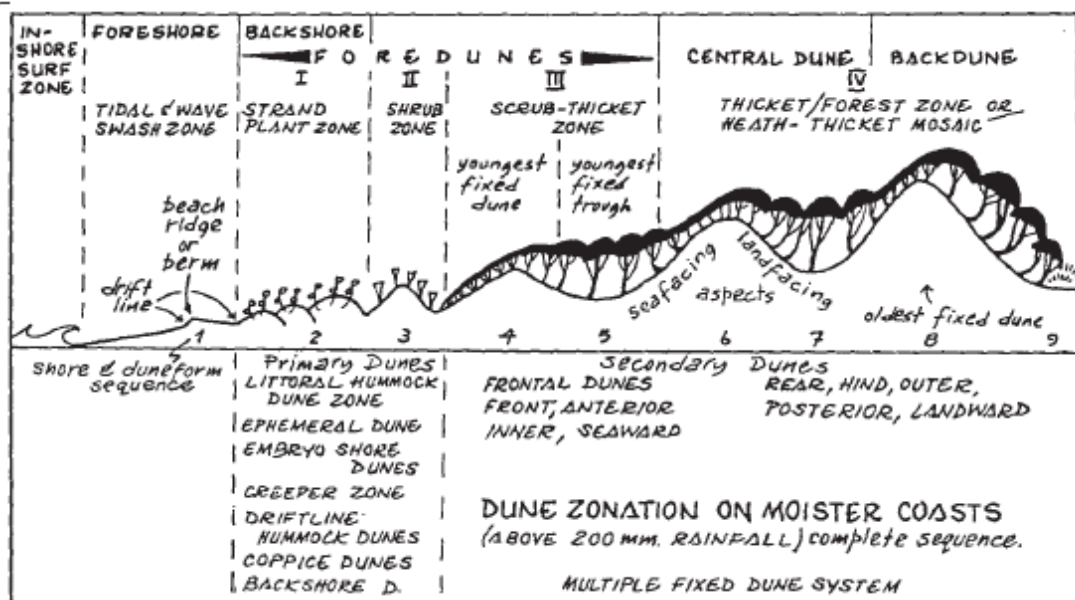 IN-
SHORE
SURF
ZONE
FORESHORE
TIDAL & WAVE
SWASH ZONE
BACKSHORE
FOREDUNES
I
STRAND
PLANT ZONE
II
SHRUB
ZONE
III
SCRUB-THICKET
ZONE
CENTRAL DUNE
IV
BACKDUNE
THICKET/FOREST ZONE OR
HEATH-THICKET MOSAIC
youngest
fixed
dune
youngest
fixed
trough
beach
ridge
or
berm
drift
line
seafacing
landfacing
aspects
oldest fixed dune
1 2 3 4 5 6 7 8 9
shore & duneform
sequence
Primary Dunes
LITTORAL HUMMOCK
DUNE ZONE
EPHEMERAL DUNE
EMBRYO SHORE
DUNES
CREEPER ZONE
DRIFTLINE-
HUMMOCK DUNES
COPPICE DUNES
BACKSHORE D.
Secondary Dunes
FRONTAL DUNES
FRONT, ANTERIOR
INNER, SEAWARD
REAR, HIND, OUTER,
POSTERIOR, LANDWARD
DUNE ZONATION ON MOISTER COASTS
(ABOVE 200 mm. RAINFALL) complete sequence.
MULTIPLE FIXED DUNE SYSTEM